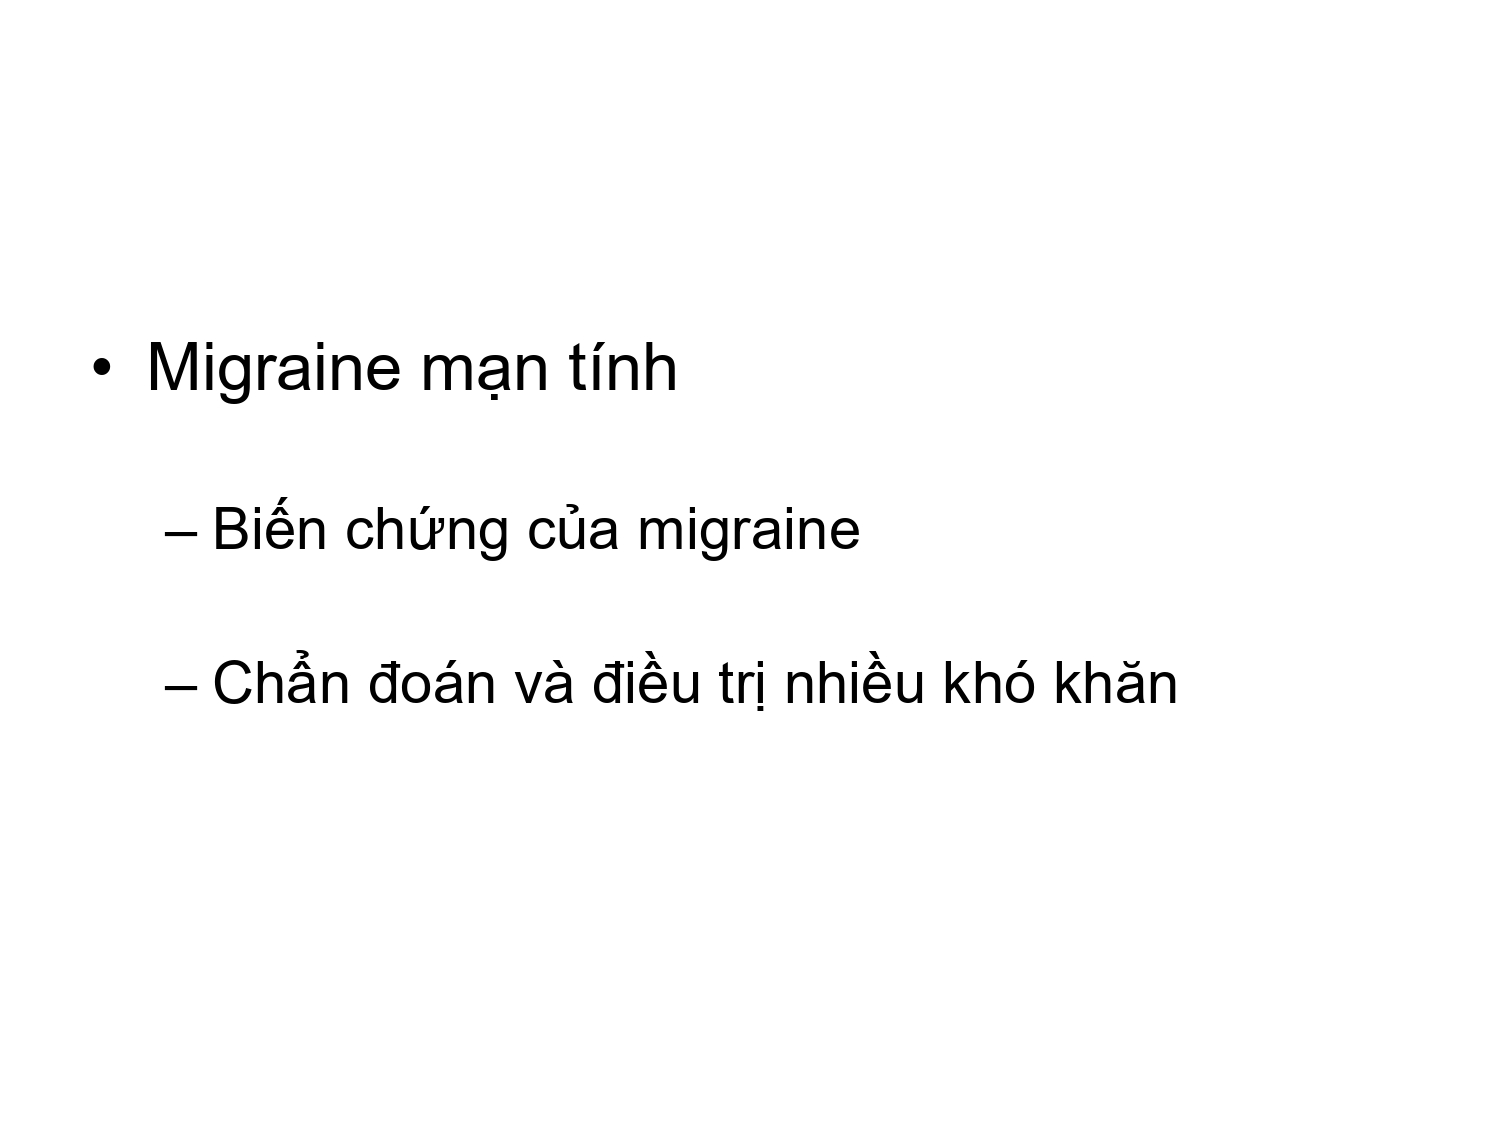 • Migraine mạn tính
– Biến chứng của migraine
– Chẩn đoán và điều trị nhiều khó khăn